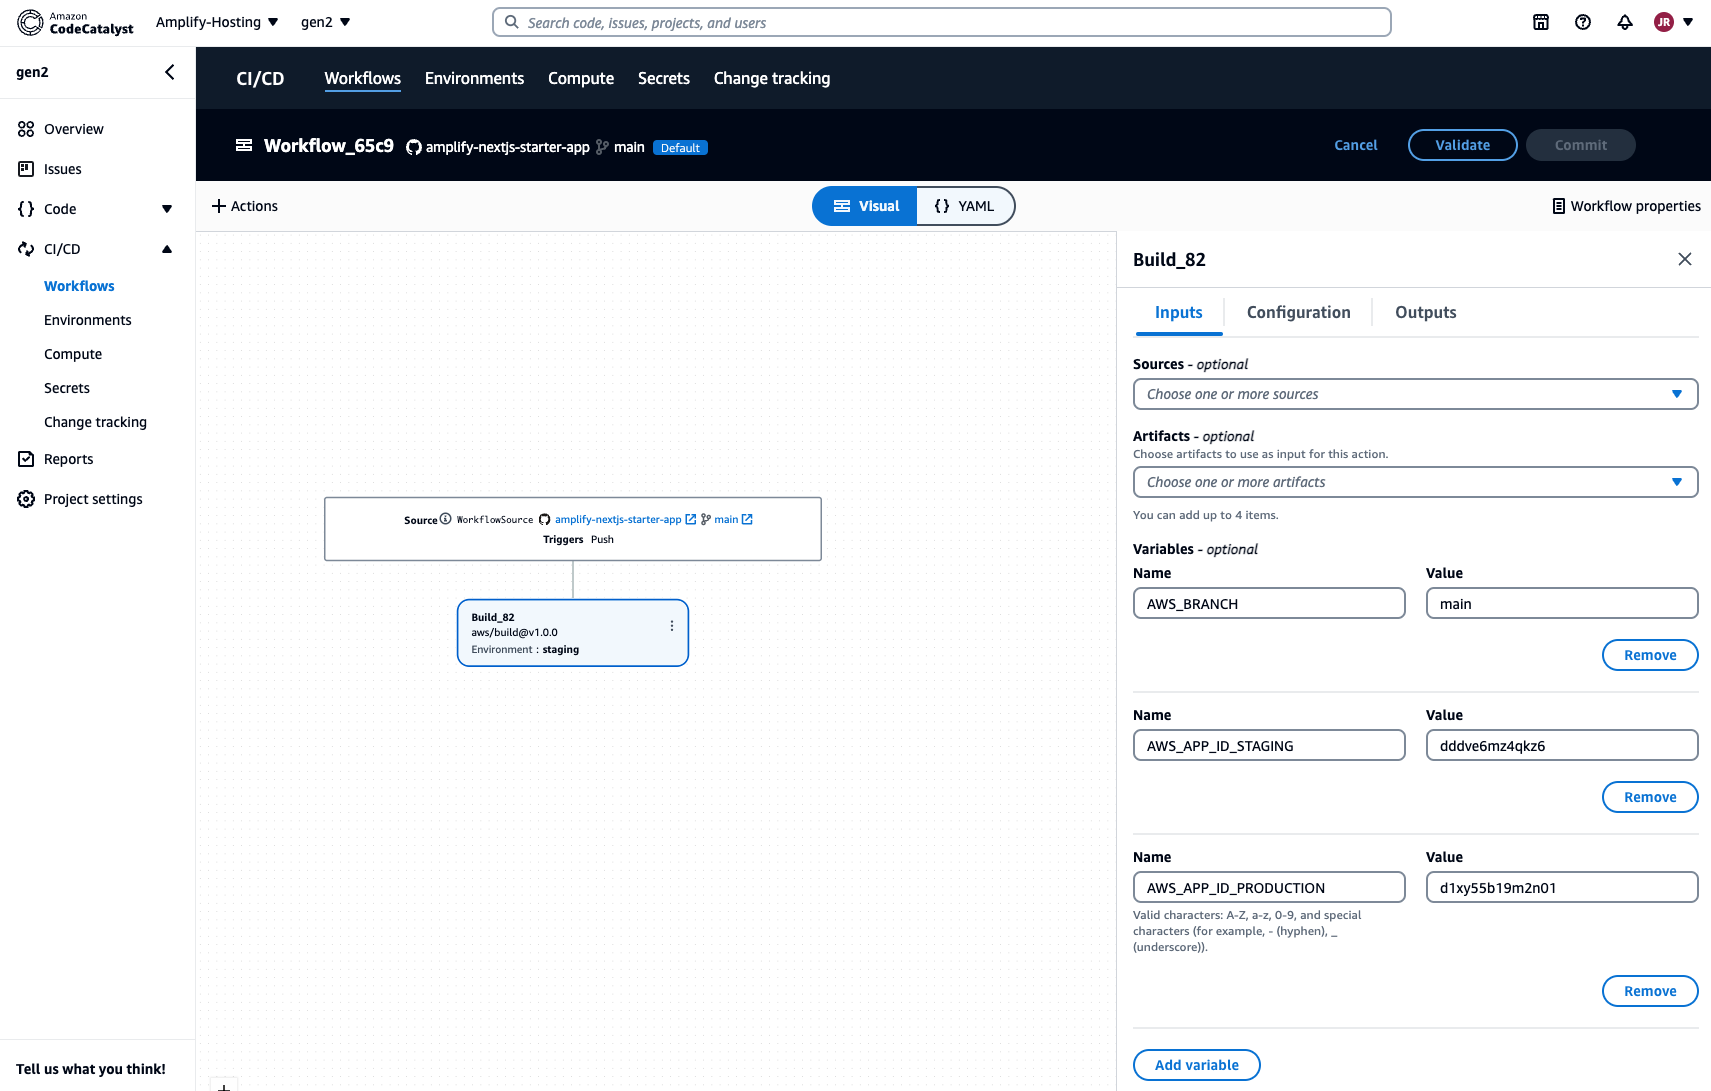 Amazon
CodeCatalyst
Amplify-Hosting
gen2
Search code, issues, projects, and users
JR
gen2
Overview
Issues
Code
CI/CD
Workflows
Environments
Compute
Secrets
Change tracking
Reports
Project settings
Tell us what you think!
CI/CD Workflows Environments Compute Secrets Change tracking
Workflow_65c9 amplify-nextjs-starter-app main Default
Cancel Validate Commit
Actions
Visual YAML
Workflow properties
Source WorkflowSource amplify-nextjs-starter-app main
Triggers Push
Build_82
aws/build@v1.0.0
Environment : staging
Build_82
Inputs Configuration Outputs
Sources - optional
Choose one or more sources
Artifacts - optional
Choose artifacts to use as input for this action.
Choose one or more artifacts
You can add up to 4 items.
Variables - optional
Name Value
AWS_BRANCH main
Remove
Name Value
AWS_APP_ID_STAGING dddve6mz4qkz6
Remove
Name Value
AWS_APP_ID_PRODUCTION d1xy55b19m2n01
Valid characters: A-Z, a-z, 0-9, and special
characters (for example, - (hyphen), _
(underscore)).
Remove
Add variable